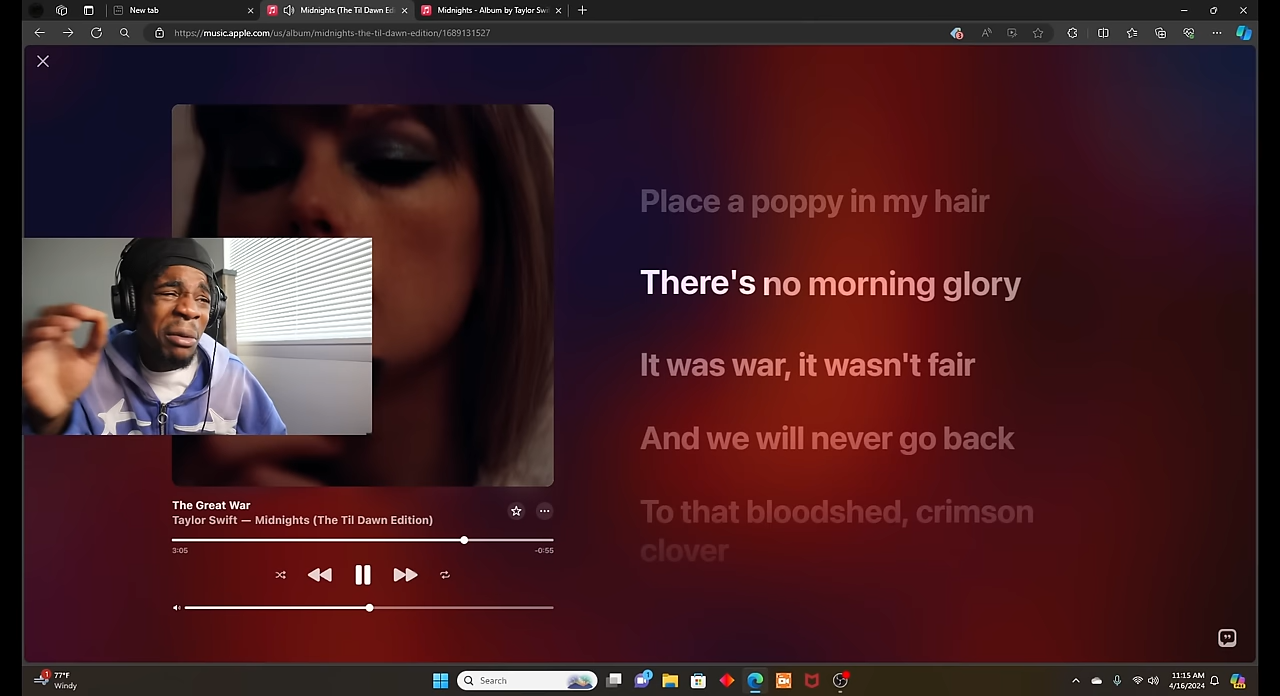 New tab
Midnights (The Til Dawn Edi
Midnights - Album by Taylor Swi
https://music.apple.com/us/album/midnights-the-til-dawn-edition/1689131527
Place a poppy in my hair
There's no morning glory
It was war, it wasn't fair
And we will never go back
To that bloodshed, crimson
clover
The Great War
Taylor Swift — Midnights (The Til Dawn Edition)
3:05
-0:55
1
77°F
Windy
Search
11:15 AM
4/16/2024